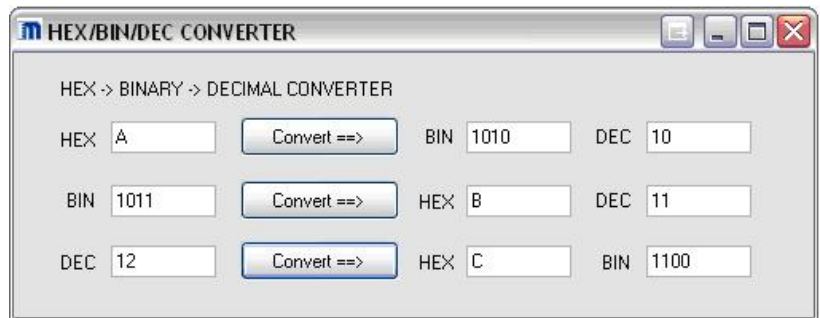 HEX/BIN/DEC CONVERTER
HEX -> BINARY -> DECIMAL CONVERTER
HEX A Convert ==> BIN 1010 DEC 10
BIN 1011 Convert ==> HEX B DEC 11
DEC 12 Convert ==> HEX C BIN 1100